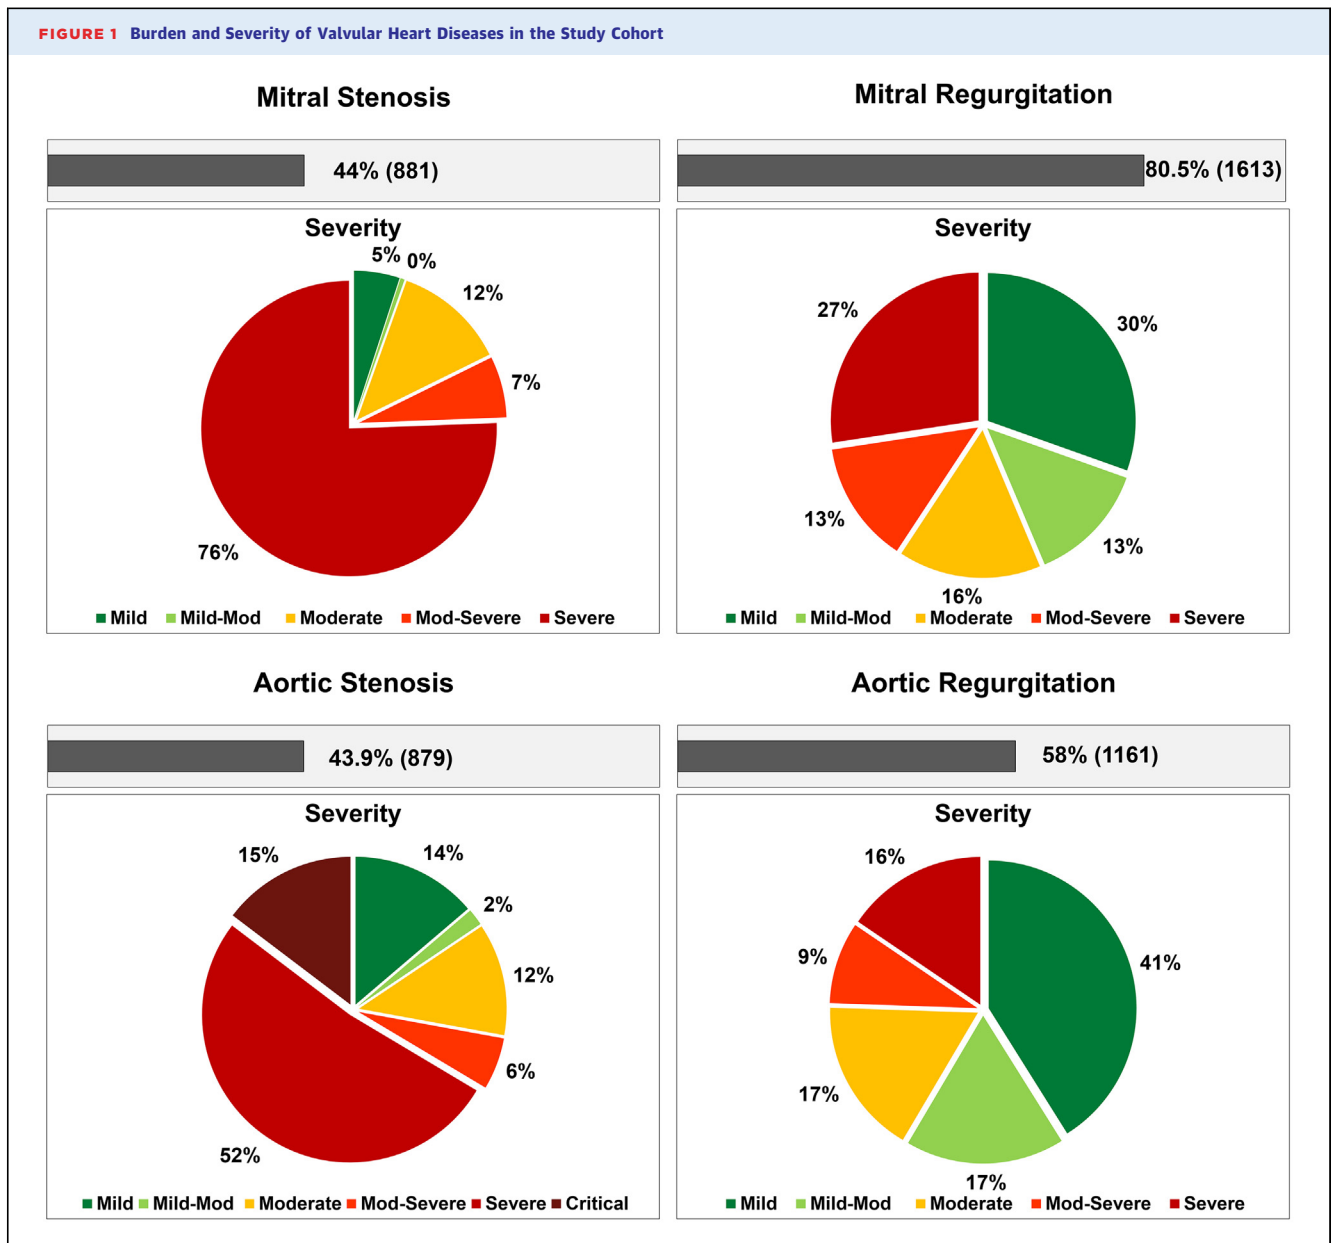 FIGURE 1 Burden and Severity of Valvular Heart Diseases in the Study Cohort
Mitral Stenosis
44% (881)
Severity
5% 0%
12%
7%
76%
Mild Mild-Mod Moderate Mod-Severe Severe
Mitral Regurgitation
80.5% (1613)
Severity
27%
30%
13%
13%
16%
Mild Mild-Mod Moderate Mod-Severe Severe
Aortic Stenosis
43.9% (879)
Severity
15%
14%
2%
12%
6%
52%
Mild Mild-Mod Moderate Mod-Severe Severe Critical
Aortic Regurgitation
58% (1161)
Severity
16%
9%
41%
17%
17%
Mild Mild-Mod Moderate Mod-Severe Severe